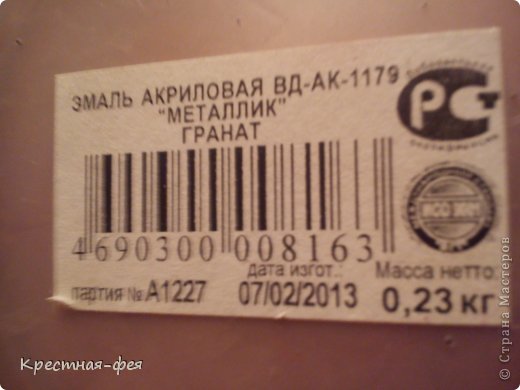 ЭМАЛЬ АКРИЛОВАЯ ВД-АК-1179
"МЕТАЛЛИК"
ГРАНАТ
РСТ
4 690300 008163
дата изгот.: Масса нетто
партия № А1227 07/02/2013 0,23 кг
Крестная-фея
© Страна Мастеров